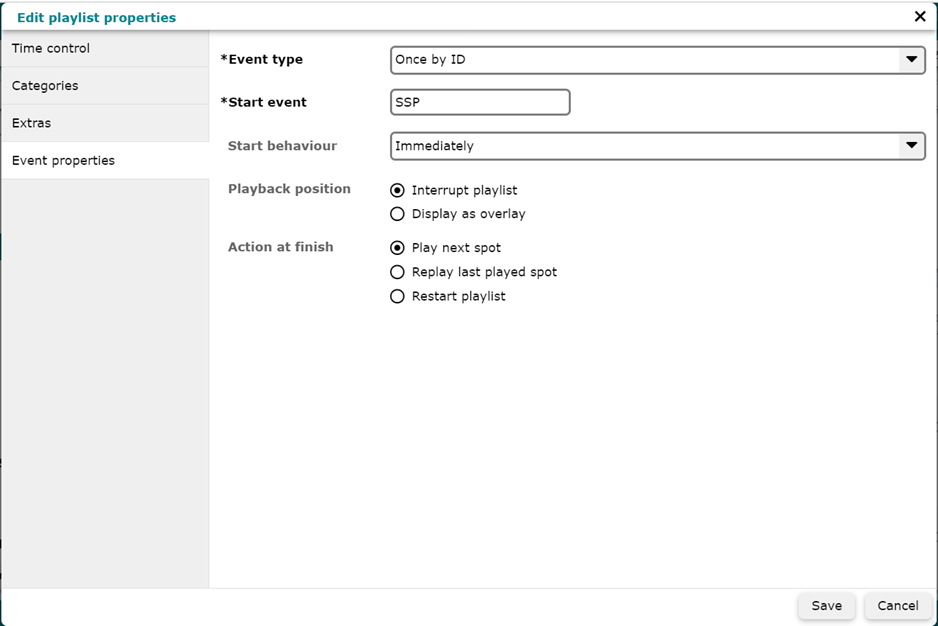 Edit playlist properties
Time control
Categories
Extras
Event properties
*Event type
Once by ID
*Start event
SSP
Start behaviour
Immediately
Playback position
Interrupt playlist
Display as overlay
Action at finish
Play next spot
Replay last played spot
Restart playlist
Save
Cancel